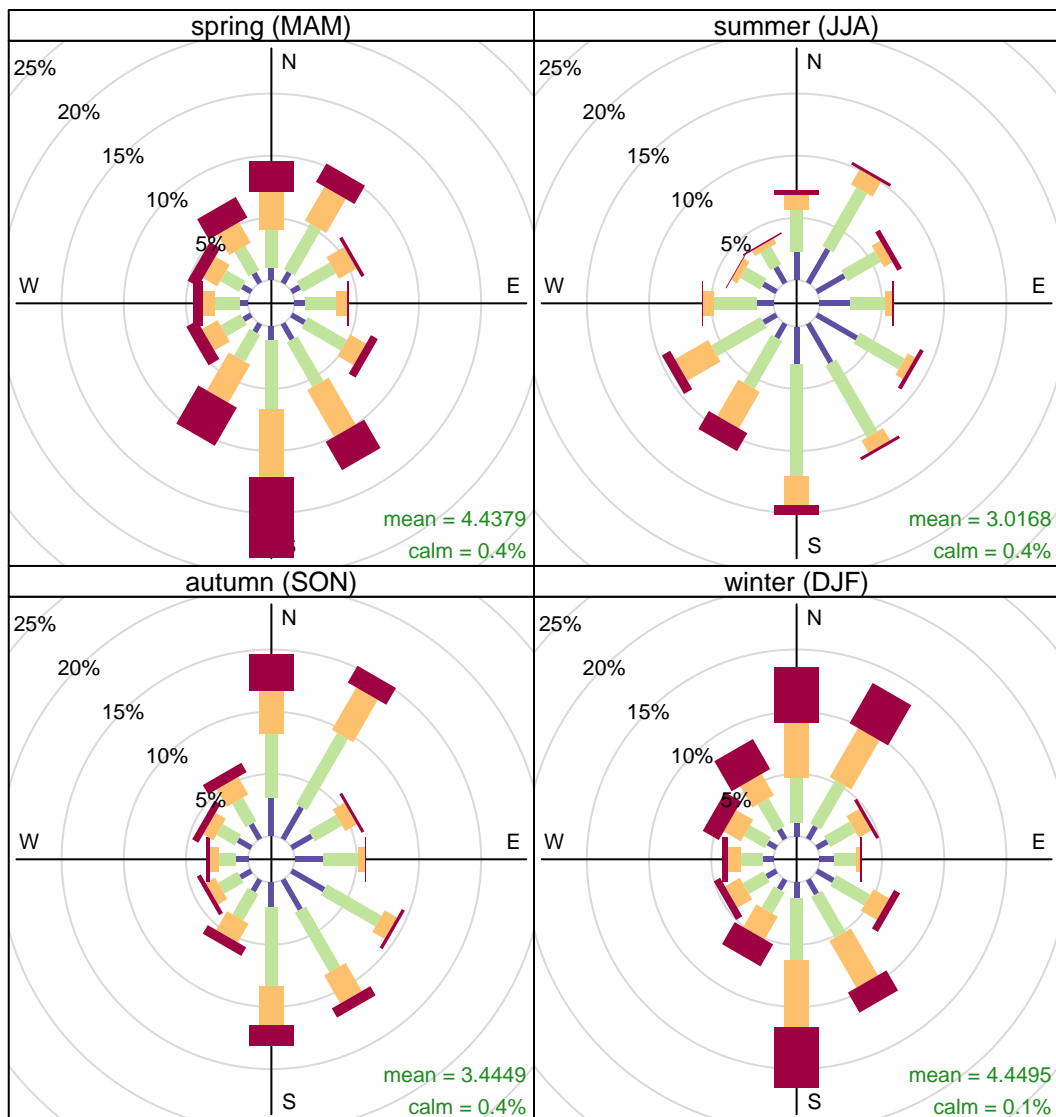 spring (MAM)
25%
20%
15%
10%
5%
N
W
E
S
mean = 4.4379
calm = 0.4%
summer (JJA)
25%
20%
15%
10%
5%
N
W
E
S
mean = 3.0168
calm = 0.4%
autumn (SON)
25%
20%
15%
10%
5%
N
W
E
S
mean = 3.4449
calm = 0.4%
winter (DJF)
25%
20%
15%
10%
5%
N
W
E
S
mean = 4.4495
calm = 0.1%